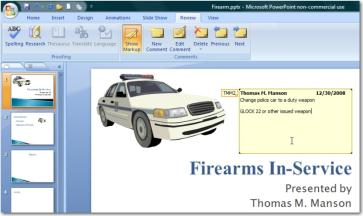 Firearm.pptx - Microsoft PowerPoint non-commercial use
Home Insert Design Animations Slide Show Review View
ABC
Spelling Research Thesaurus Translate Language Show Markup New Comment Edit Comment Delete Previous Next
Proofing Comments
TMM2 Thomas M. Manson 12/30/2008
Change police car to a duty weapon
GLOCK 22 or other issued weapon
Firearms In-Service
Presented by
Thomas M. Manson
1
2
3
4